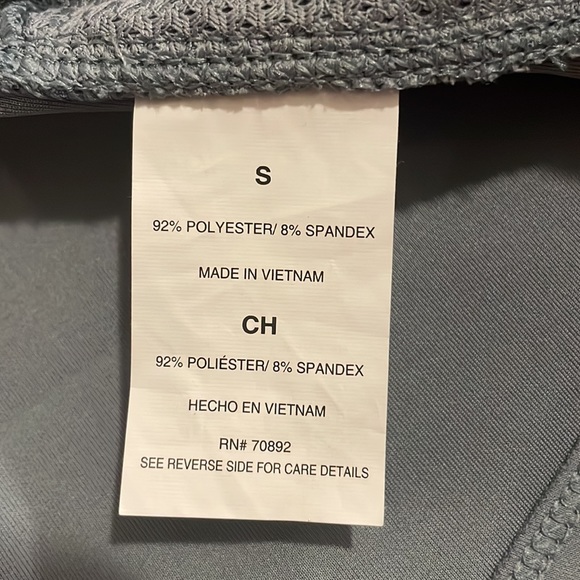 S
92% POLYESTER/ 8% SPANDEX
MADE IN VIETNAM
CH
92% POLIÉSTER/ 8% SPANDEX
HECHO EN VIETNAM
RN# 70892
SEE REVERSE SIDE FOR CARE DETAILS